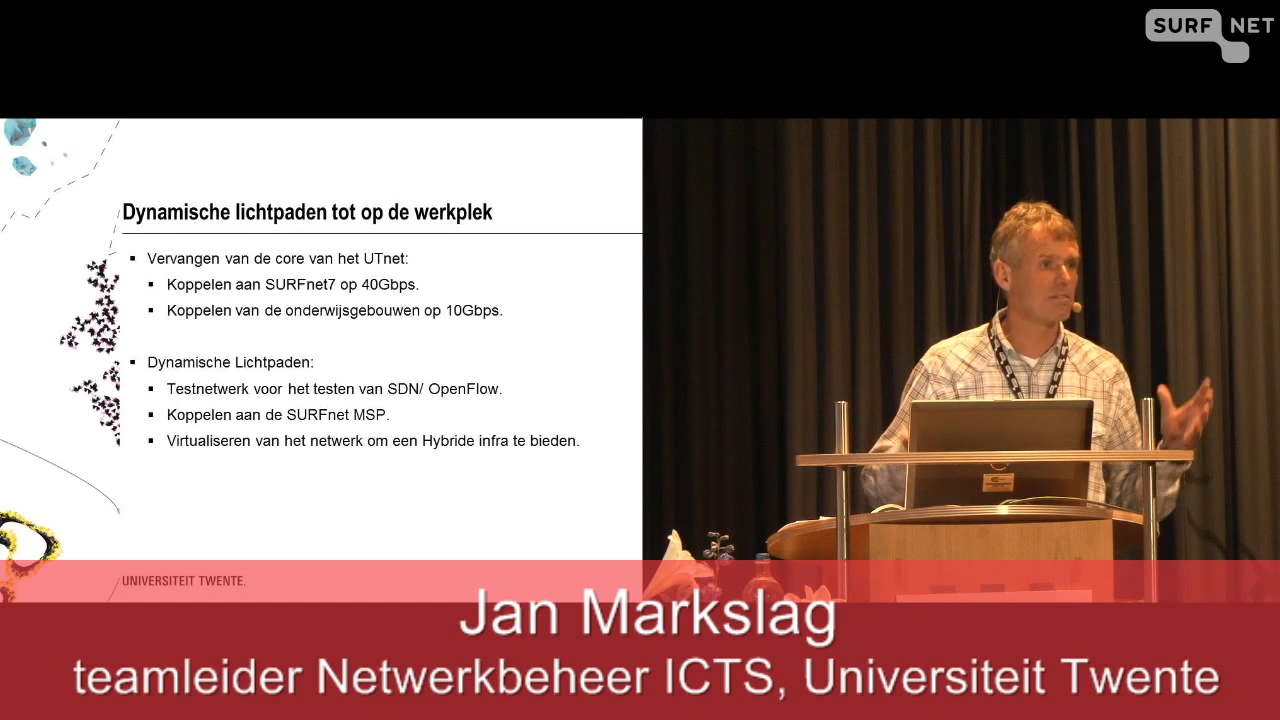 SURF NET
Dynamische lichtpaden tot op de werkplek
Vervangen van de core van het UTnet:
Koppelen aan SURFnet7 op 40Gbps.
Koppelen van de onderwijsgebouwen op 10Gbps.
Dynamische Lichtpaden:
Testnetwerk voor het testen van SDN/ OpenFlow.
Koppelen aan de SURFnet MSP.
Virtualiseren van het netwerk om een Hybride infra te bieden.
UNIVERSITEIT TWENTE.
Jan Markslag
teamleider Netwerkbeheer ICTS, Universiteit Twente